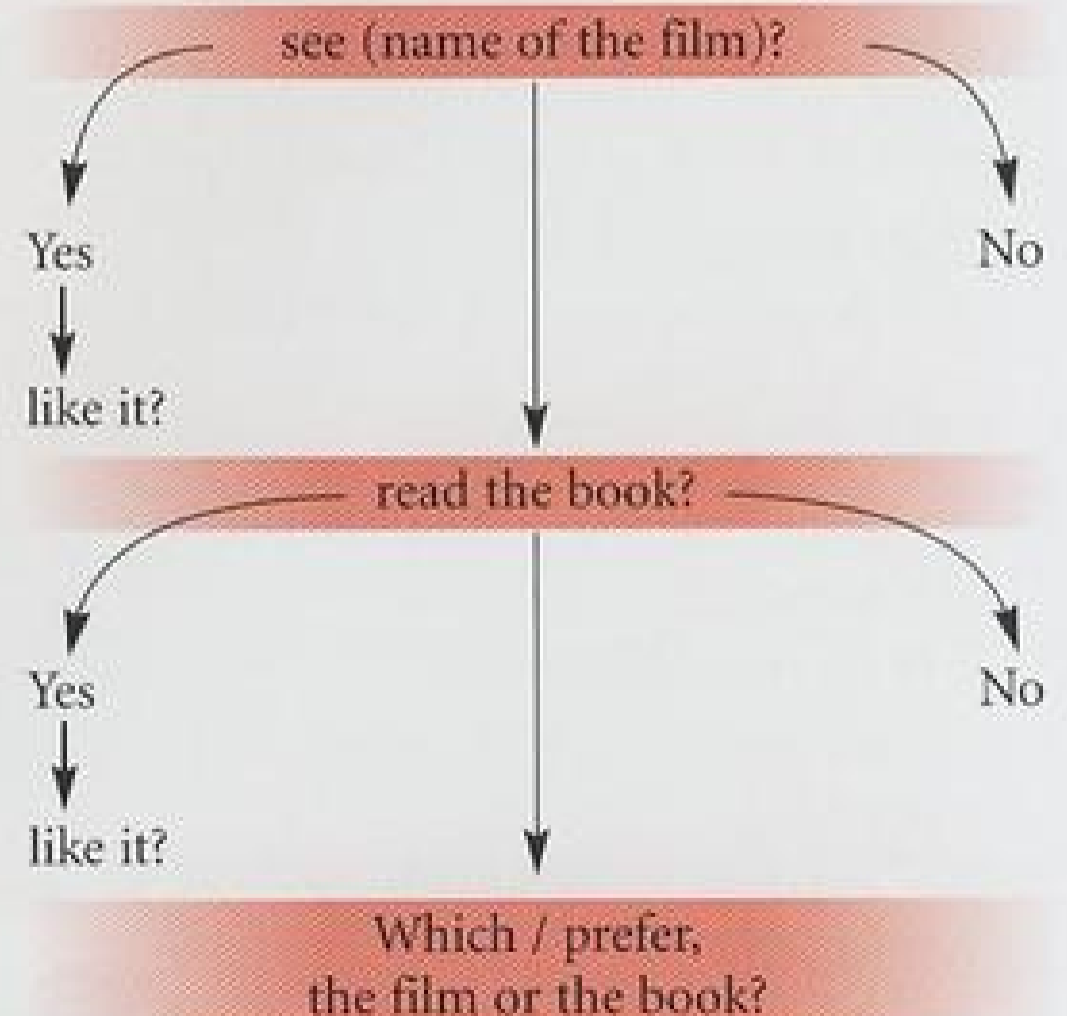 see (name of the film)?
Yes
No
like it?
read the book?
Yes
No
like it?
Which / prefer,
the film or the book?